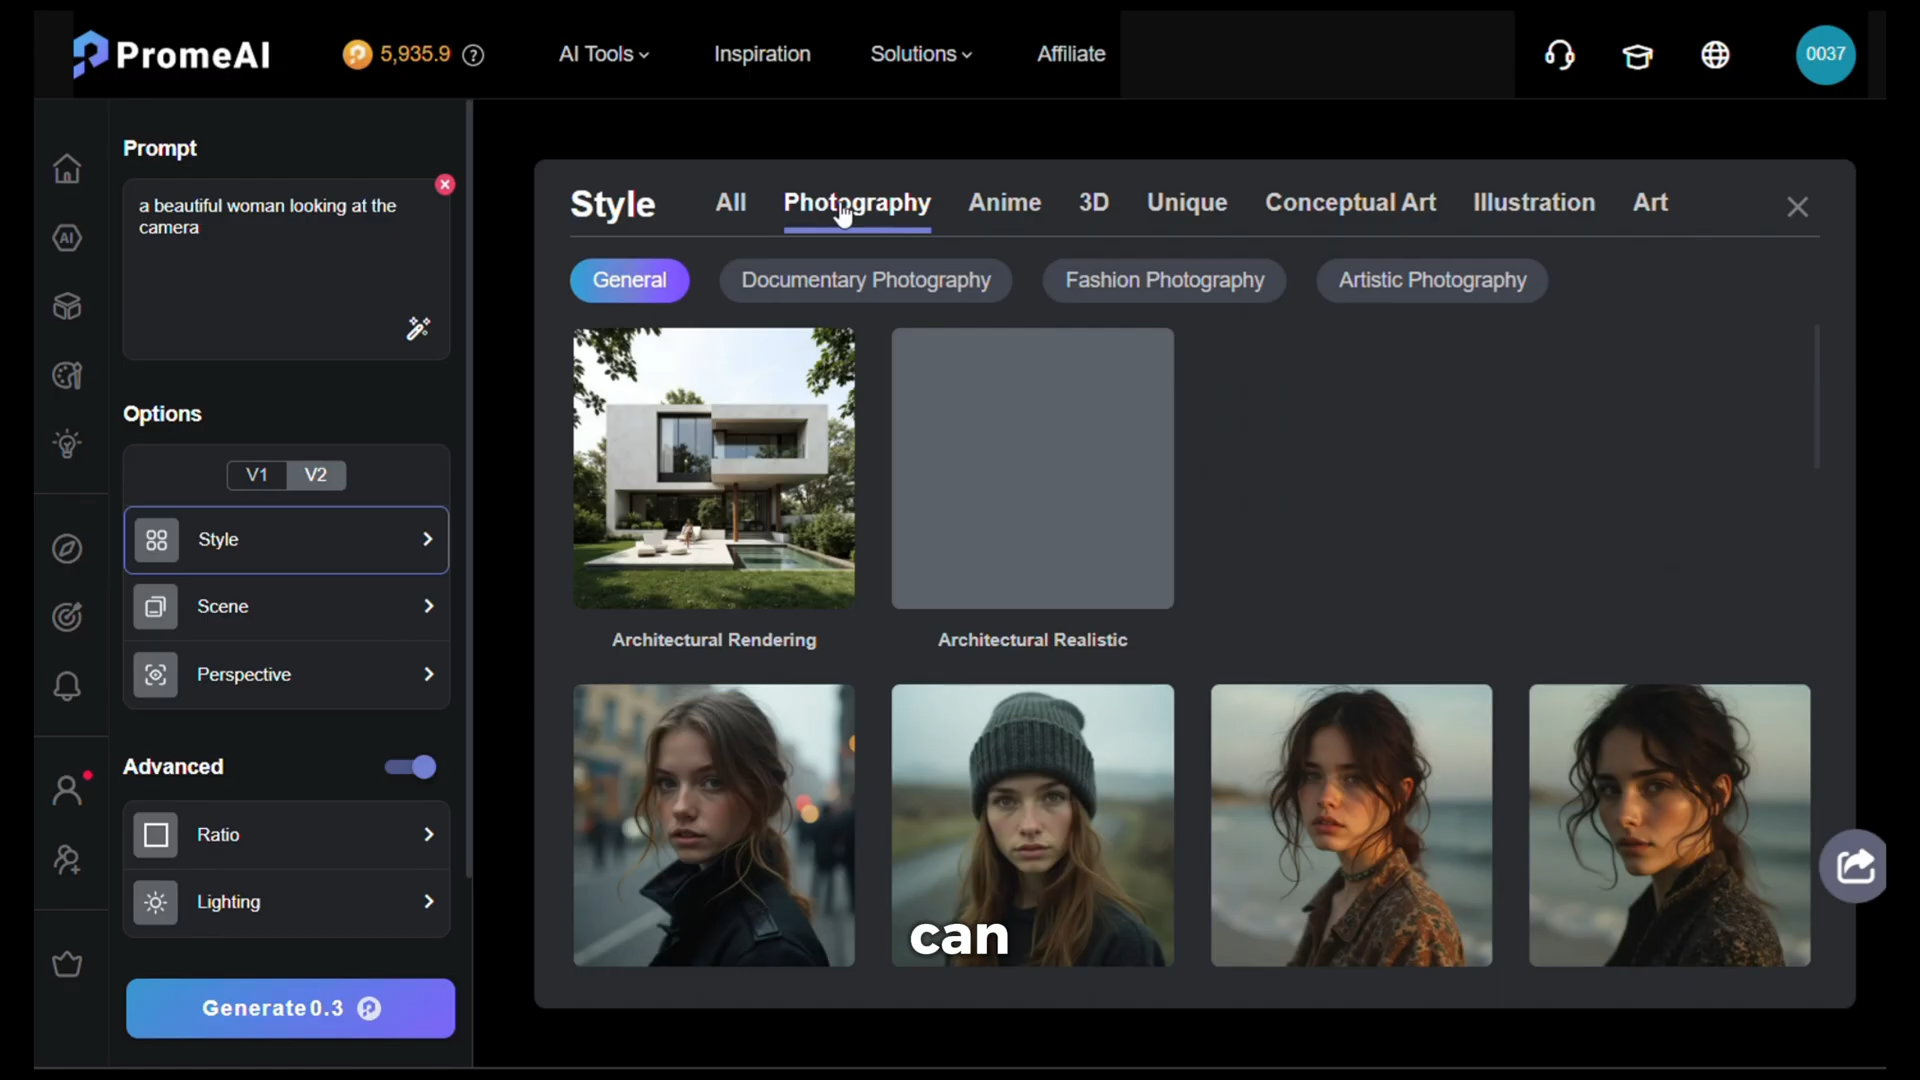 PromeAI
5,935.9
AI Tools
Inspiration
Solutions
Affiliate
0037
Prompt
a beautiful woman looking at the
camera
Options
V1 V2
Style
Scene
Perspective
Advanced
Ratio
Lighting
Generate 0.3
Style
All
Photography
Anime
3D
Unique
Conceptual Art
Illustration
Art
General
Documentary Photography
Fashion Photography
Artistic Photography
Architectural Rendering
Architectural Realistic
can